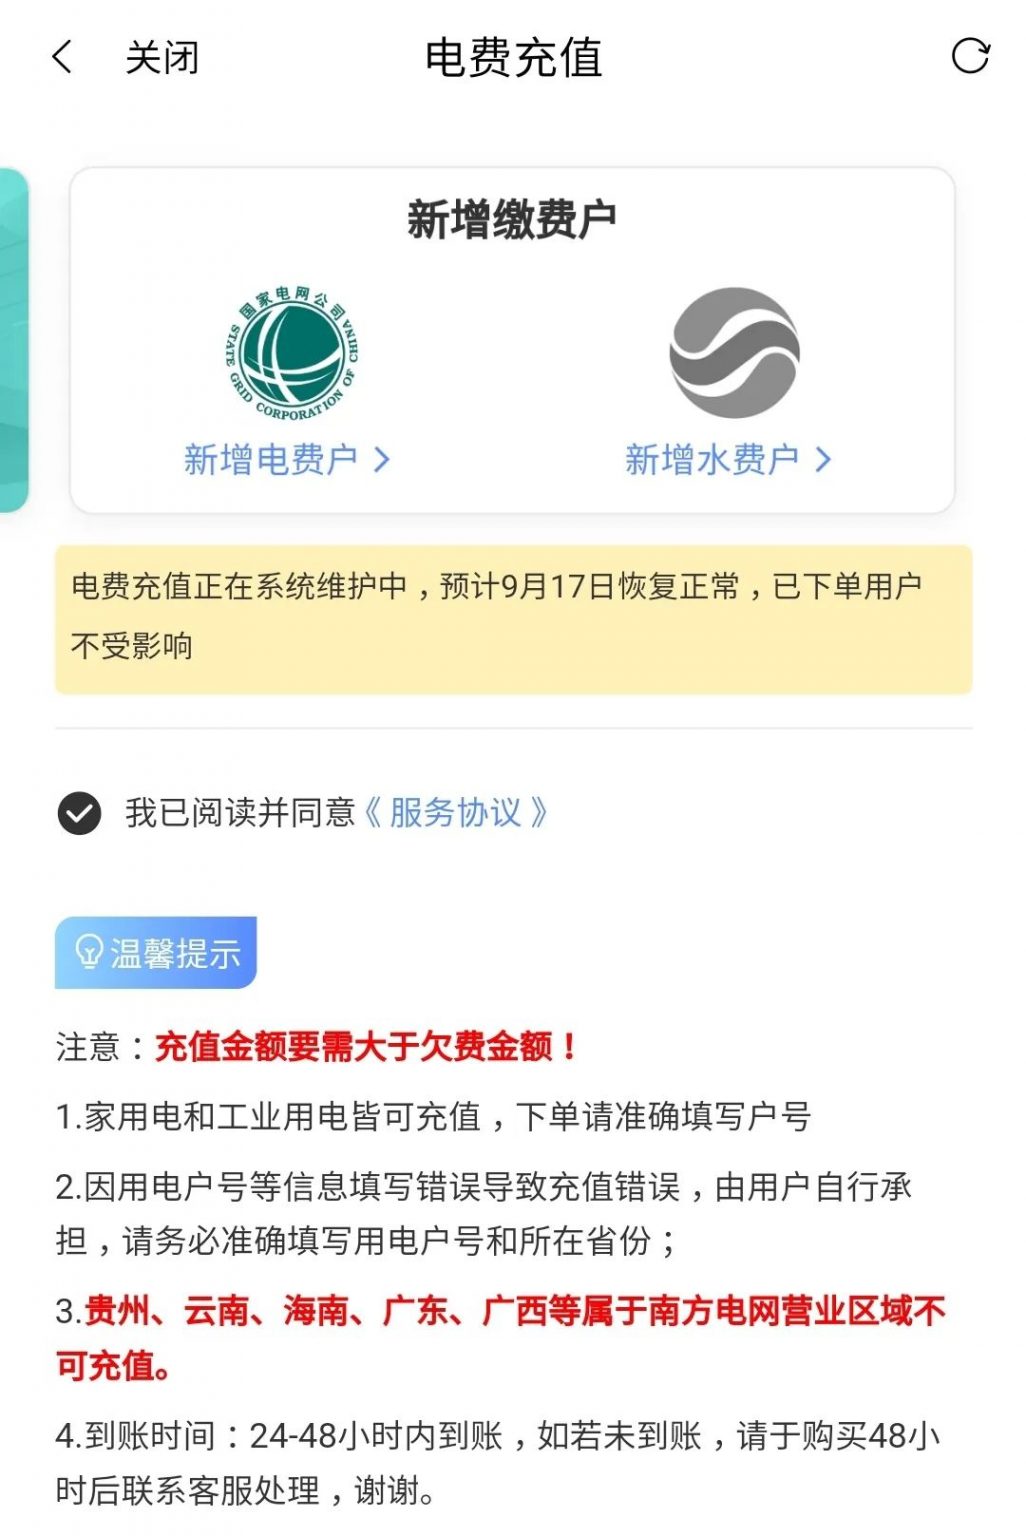 关闭
电费充值
新增缴费户
国家电网公司
STATE GRID CORPORATION OF CHINA
新增电费户
新增水费户
电费充值正在系统维护中，预计9月17日恢复正常，已下单用户
不受影响
我已阅读并同意《服务协议》
温馨提示
注意：充值金额要需大于欠费金额！
1.家用电和工业用电皆可充值，下单请准确填写户号
2.因用电户号等信息填写错误导致充值错误，由用户自行承
担，请务必准确填写用电户号和所在省份；
3.贵州、云南、海南、广东、广西等属于南方电网营业区域不
可充值。
4.到账时间：24-48小时内到账，如若未到账，请于购买48小
时后联系客服处理，谢谢。